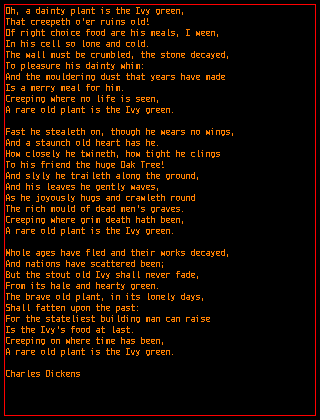 Oh, a dainty plant is the Ivy green,
That creepeth o'er ruins old!
Of right choice food are his meals, I ween,
In his cell so lone and cold.
The wall must be crumbled, the stone decayed,
To pleasure his dainty whim:
And the mouldering dust that years have made
Is a merry meal for him.
Creeping where no life is seen,
A rare old plant is the Ivy green.

Fast he stealeth on, though he wears no wings,
And a staunch old heart has he.
How closely he twineth, how tight he clings
To his friend the huge Oak Tree!
And slyly he traileth along the ground,
And his leaves he gently waves,
As he joyously hugs and crawleth round
The rich mould of dead men's graves.
Creeping where grim death hath been,
A rare old plant is the Ivy green.

Whole ages have fled and their works decayed,
And nations have scattered been;
But the stout old Ivy shall never fade,
From its hale and hearty green.
The brave old plant, in its lonely days,
Shall fatten upon the past:
For the stateliest building man can raise
Is the Ivy's food at last.
Creeping on where time has been,
A rare old plant is the Ivy green.

Charles Dickens